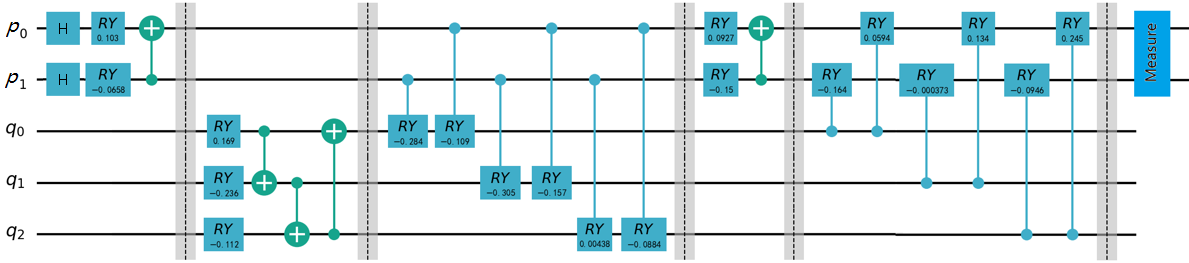 p0 H RY 0.103 RY 0.0927 RY 0.0594 RY 0.134 RY 0.245 Measure
p1 H RY −0.0658 RY −0.15 RY −0.164 RY −0.000373 RY −0.0946
q0 RY 0.169 RY −0.284 RY −0.109
q1 RY −0.236 RY −0.305 RY −0.157
q2 RY −0.112 RY 0.00438 RY −0.0884